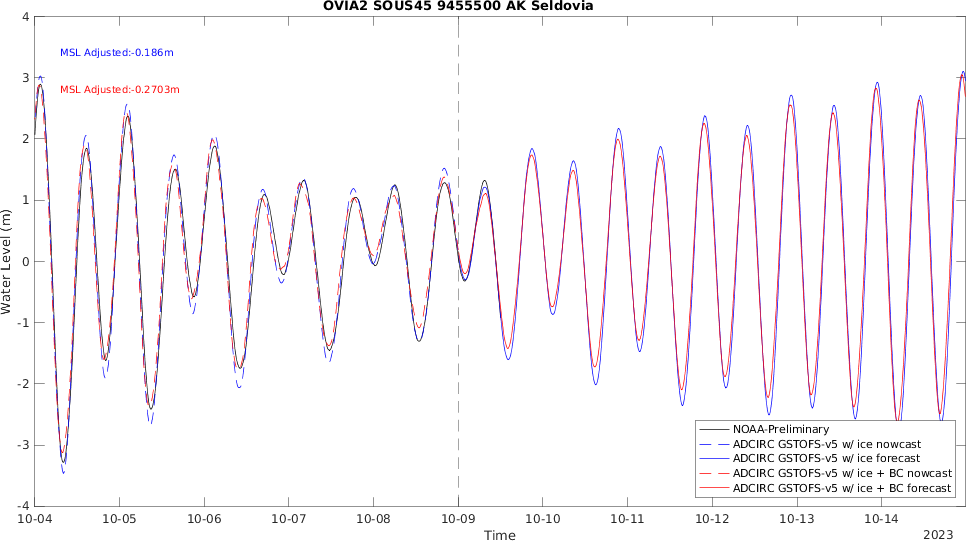 OVIA2 SOUS45 9455500 AK Seldovia
MSL Adjusted:-0.186m
MSL Adjusted:-0.2703m
Water Level (m)
4
3
2
1
0
-1
-2
-3
-4
NOAA-Preliminary
ADCIRC GSTOFS-v5 w/ ice nowcast
ADCIRC GSTOFS-v5 w/ ice forecast
ADCIRC GSTOFS-v5 w/ ice + BC nowcast
ADCIRC GSTOFS-v5 w/ ice + BC forecast
10-04 10-05 10-06 10-07 10-08 10-09 10-10 10-11 10-12 10-13 10-14
Time
2023